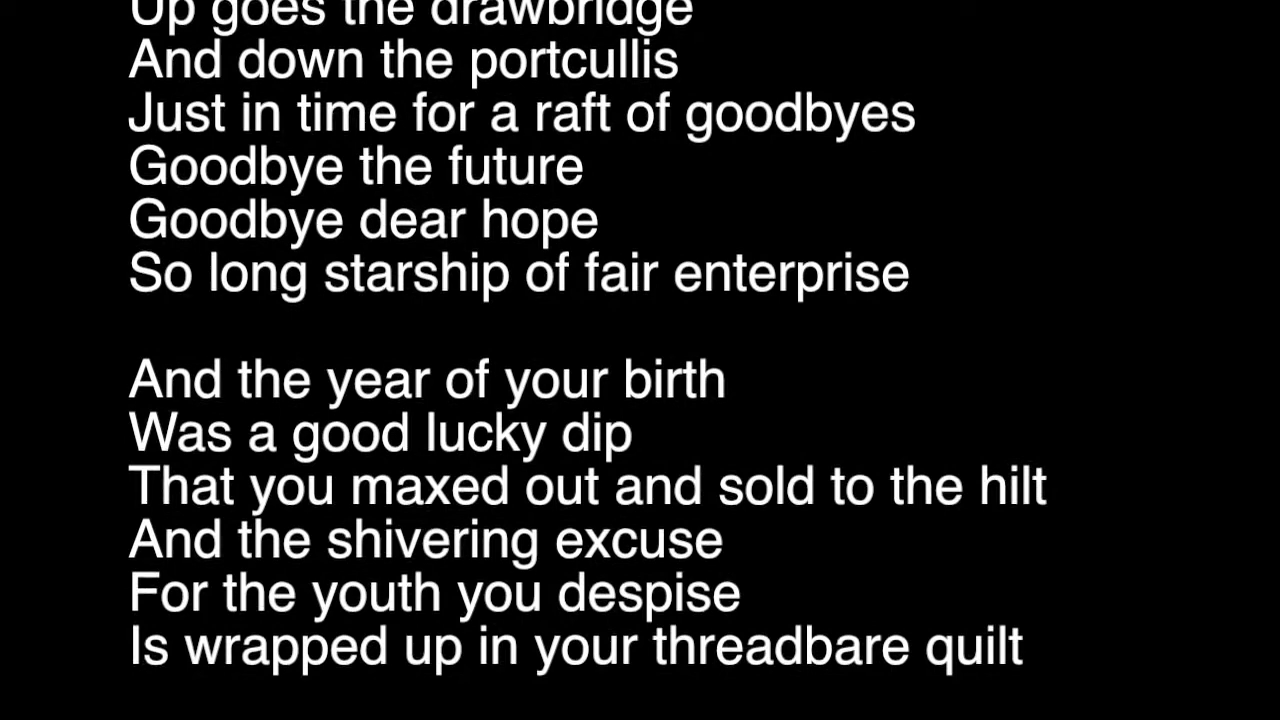 Up goes the drawbridge
And down the portcullis
Just in time for a raft of goodbyes
Goodbye the future
Goodbye dear hope
So long starship of fair enterprise
And the year of your birth
Was a good lucky dip
That you maxed out and sold to the hilt
And the shivering excuse
For the youth you despise
Is wrapped up in your threadbare quilt